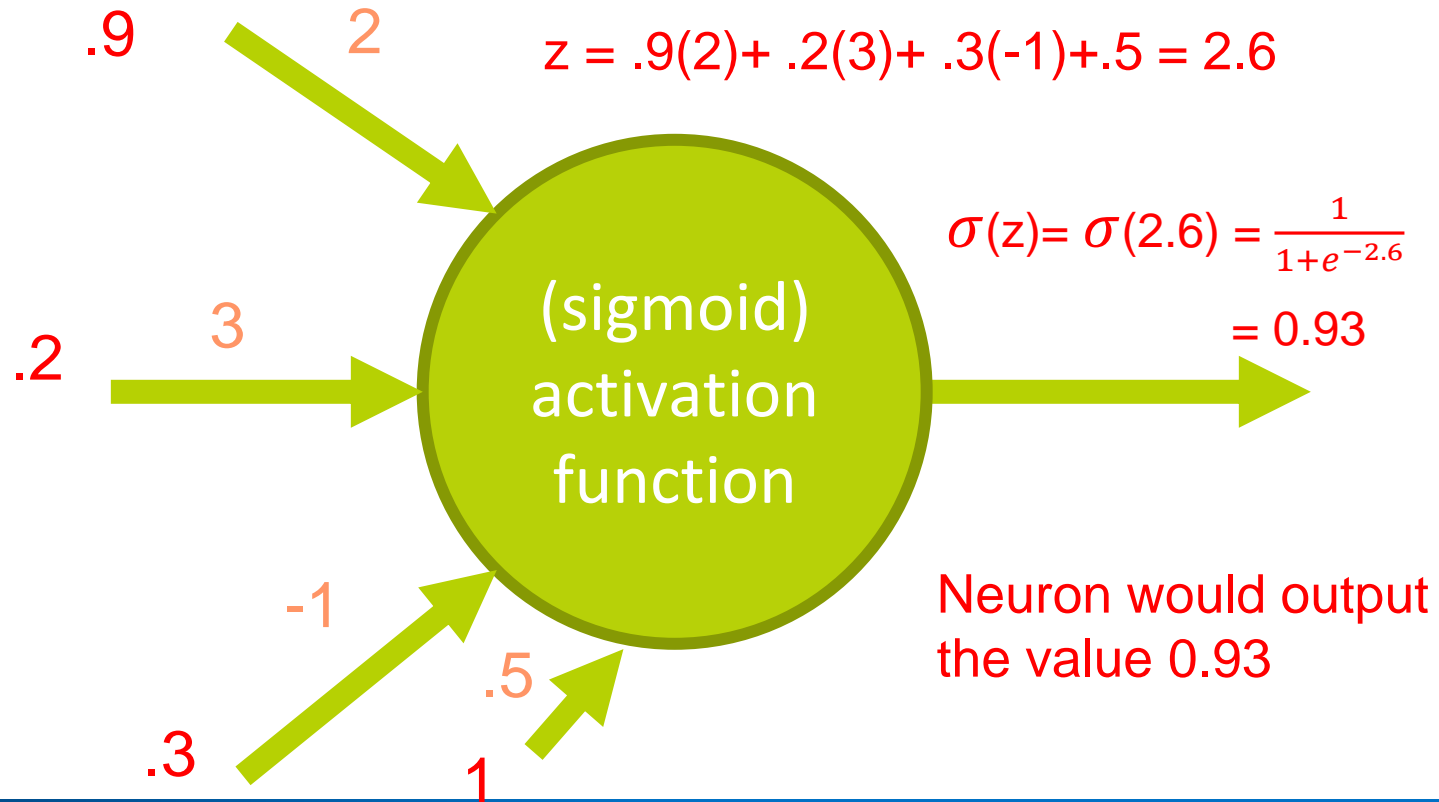 .9
2
z = .9(2)+ .2(3)+ .3(-1)+.5 = 2.6
σ(z)= σ(2.6) = 1/(1+e^−2.6)
= 0.93
.2
3
(sigmoid)
activation
function
-1
.3
.5
1
Neuron would output
the value 0.93